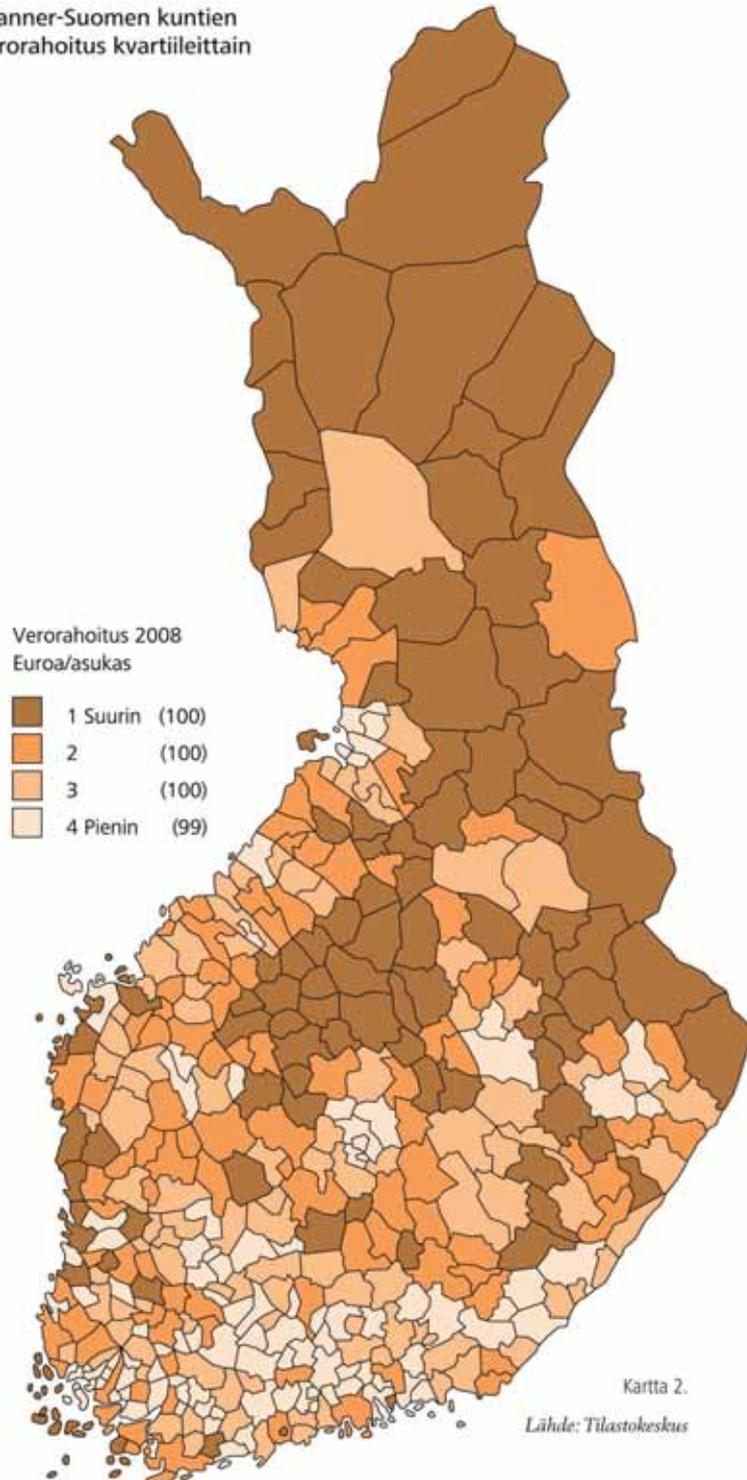 anner-Suomen kuntien
rorahoitus kvartiileittain
Verorahoitus 2008
Euroa/asukas
1 Suurin (100)
2 (100)
3 (100)
4 Pienin (99)
Kartta 2.
Lähde: Tilastokeskus